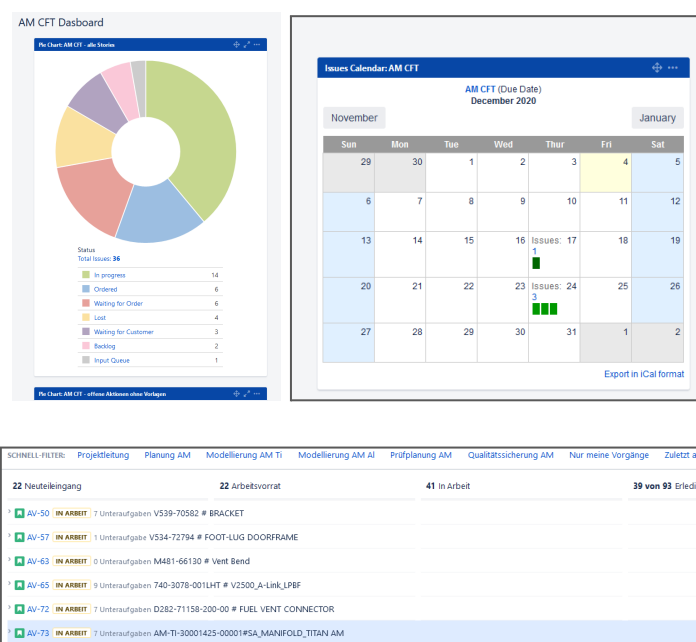 AM CFT Dasboard
Pie Chart: AM CFT - alle Stories
Status
Total Issues: 36
In progress 14
Ordered 6
Waiting for Order 6
Lost 4
Waiting for Customer 3
Backlog 2
Input Queue 1
Pie Chart: AM CFT - offene Aktionen ohne Vorlagen
Issues Calendar: AM CFT
AM CFT (Due Date)
December 2020
November January
Sun Mon Tue Wed Thur Fri Sat
29 30 1 2 3 4 5
6 7 8 9 10 11 12
13 14 15 16 Issues: 17 18 19
1
20 21 22 23 Issues: 24 25 26
3
27 28 29 30 31 1 2
Export in iCal format
SCHNELL-FILTER: Projektleitung Planung AM Modellierung AM Ti Modellierung AM Al Prüfplanung AM Qualitätssicherung AM Nur meine Vorgänge Zuletzt a
22 Neuteileingang 22 Arbeitsvorrat 41 In Arbeit 39 von 93 Erledi
AV-50 IN ARBEIT 7 Unteraufgaben V539-70582 # BRACKET
AV-57 IN ARBEIT 1 Unteraufgabe V534-72794 # FOOT-LUG DOORFRAME
AV-63 IN ARBEIT 0 Unteraufgaben M481-66130 # Vent Bend
AV-65 IN ARBEIT 9 Unteraufgaben 740-3078-001LHT # V2500_A-Link_LPBF
AV-72 IN ARBEIT 7 Unteraufgaben D282-71158-200-00 # FUEL VENT CONNECTOR
AV-73 IN ARBEIT 7 Unteraufgaben AM-TI-30001425-00001#SA_MANIFOLD_TITAN AM